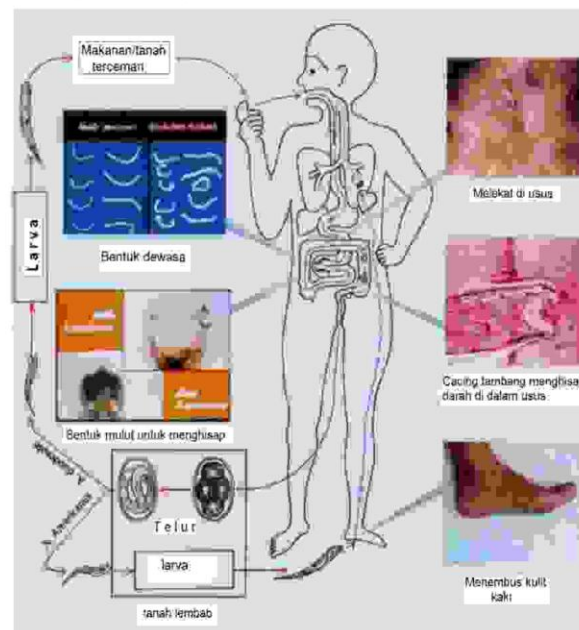 Makanan/tanah
terceman
Larva
Bentuk dewasa
Melekat di usus
Bentuk mulut untuk menghisap
Cacing tambang menghisap
darah di dalam usus
Telur
larva
tanah lembab
Menembus kulit
kaki